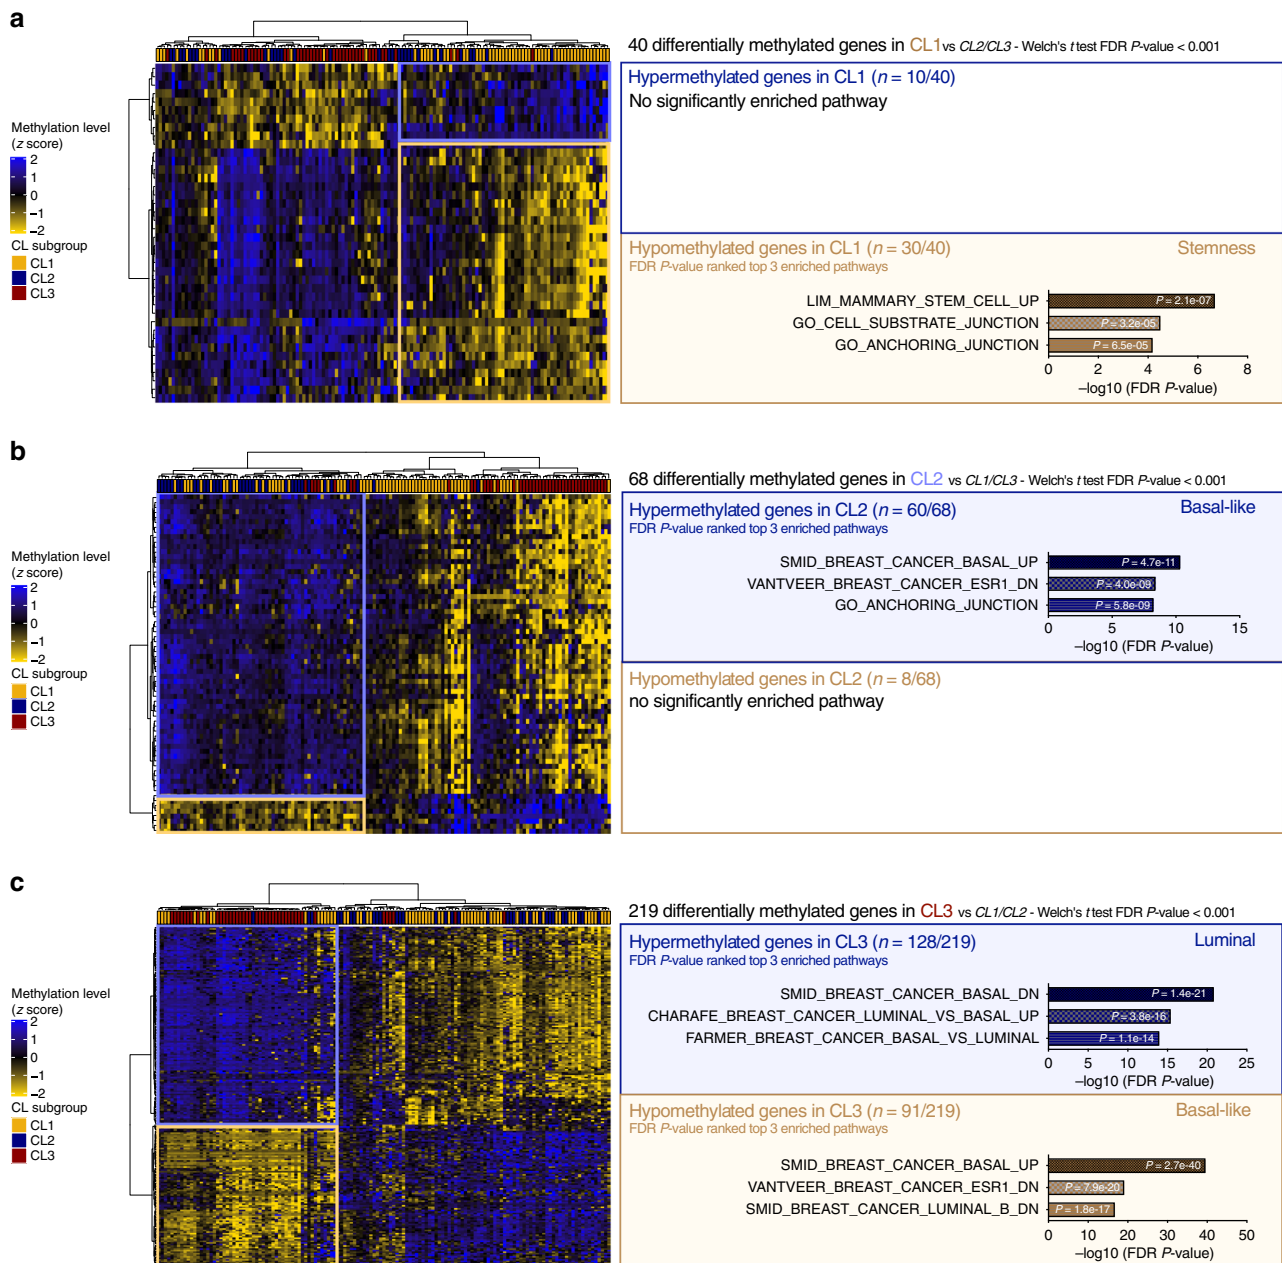 a
40 differentially methylated genes in CL1 vs CL2/CL3 - Welch's t test FDR P-value < 0.001
Hypermethylated genes in CL1 (n = 10/40)
No significantly enriched pathway
Methylation level
(z score)
2
1
0
−1
−2
CL subgroup
CL1
CL2
CL3
Hypomethylated genes in CL1 (n = 30/40)
Stemness
FDR P-value ranked top 3 enriched pathways
LIM_MAMMARY_STEM_CELL_UP
P = 2.1e-07
GO_CELL_SUBSTRATE_JUNCTION
P = 3.2e-05
GO_ANCHORING_JUNCTION
P = 6.5e-05
0 2 4 6 8
−log10 (FDR P-value)
b
68 differentially methylated genes in CL2 vs CL1/CL3 - Welch's t test FDR P-value < 0.001
Hypermethylated genes in CL2 (n = 60/68)
Basal-like
FDR P-value ranked top 3 enriched pathways
SMID_BREAST_CANCER_BASAL_UP
P = 4.7e-11
VANTVEER_BREAST_CANCER_ESR1_DN
P = 4.0e-09
GO_ANCHORING_JUNCTION
P = 5.8e-09
0 5 10 15
−log10 (FDR P-value)
Methylation level
(z score)
2
1
0
−1
−2
CL subgroup
CL1
CL2
CL3
Hypomethylated genes in CL2 (n = 8/68)
no significantly enriched pathway
c
219 differentially methylated genes in CL3 vs CL1/CL2 - Welch's t test FDR P-value < 0.001
Hypermethylated genes in CL3 (n = 128/219)
Luminal
FDR P-value ranked top 3 enriched pathways
SMID_BREAST_CANCER_BASAL_DN
P = 1.4e-21
CHARAFE_BREAST_CANCER_LUMINAL_VS_BASAL_UP
P = 3.8e-16
FARMER_BREAST_CANCER_BASAL_VS_LUMINAL
P = 1.1e-14
0 5 10 15 20 25
−log10 (FDR P-value)
Methylation level
(z score)
2
1
0
−1
−2
CL subgroup
CL1
CL2
CL3
Hypomethylated genes in CL3 (n = 91/219)
Basal-like
FDR P-value ranked top 3 enriched pathways
SMID_BREAST_CANCER_BASAL_UP
P = 2.7e-40
VANTVEER_BREAST_CANCER_ESR1_DN
P = 7.9e-20
SMID_BREAST_CANCER_LUMINAL_B_DN
P = 1.8e-17
0 10 20 30 40 50
−log10 (FDR P-value)